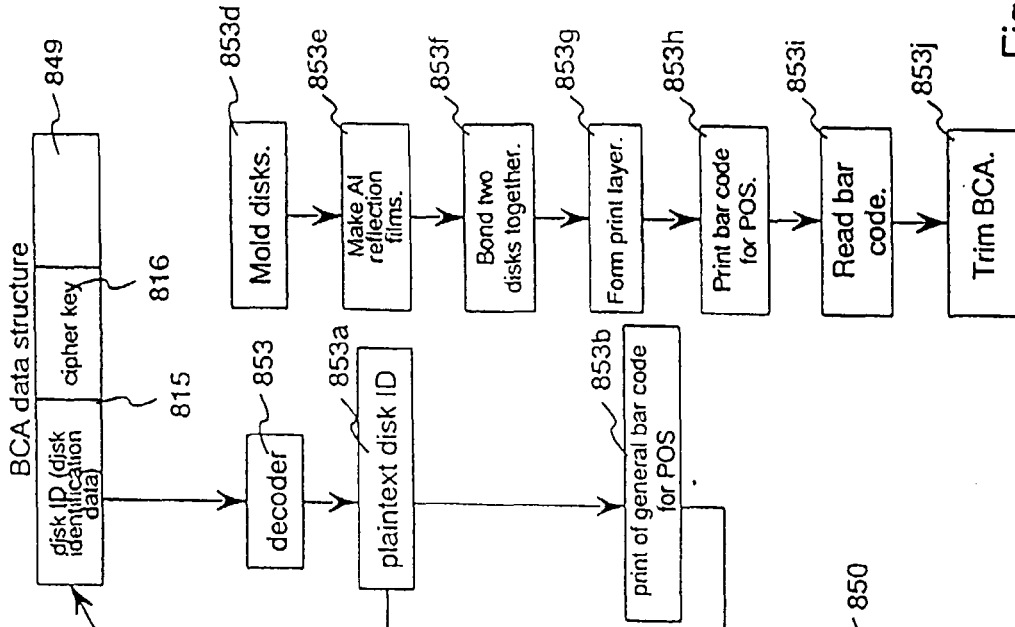 BCA data structure
849
disk ID (disk
identification
data)
cipher key
815
816
decoder
853
plaintext disk ID
853a
print of general bar code
for POS
853b
850
Mold disks.
853d
Make Al
reflection
films.
853e
Bond two
disks together.
853f
Form print layer.
853g
Print bar code
for POS.
853h
Read bar
code.
853i
Trim BCA.
853j